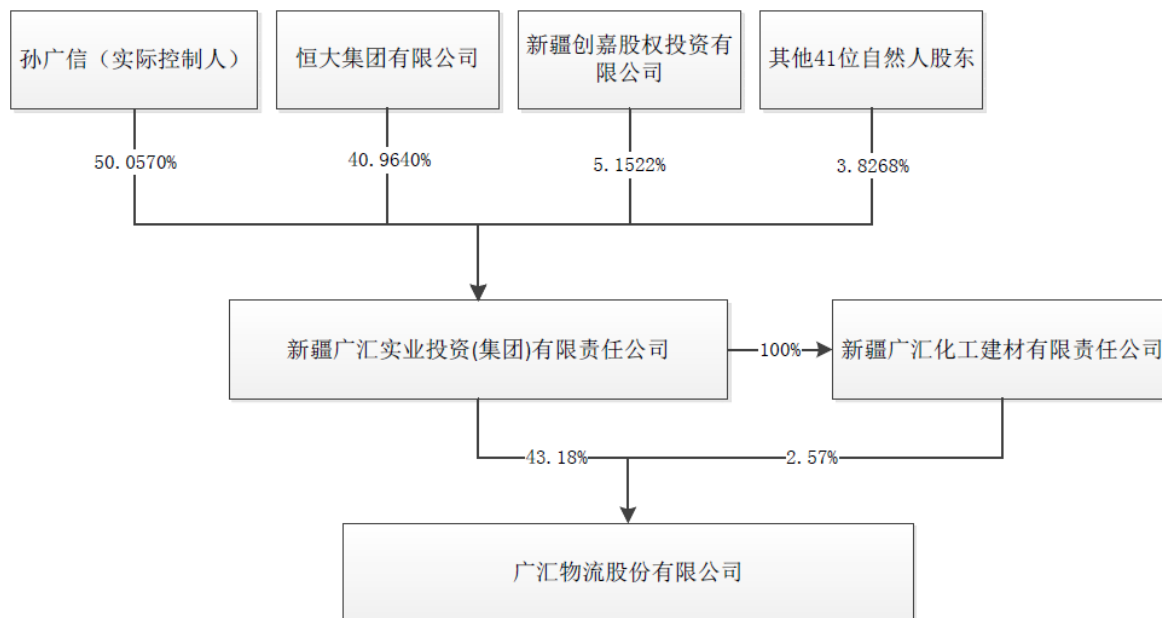 孙广信（实际控制人）
恒大集团有限公司
新疆创嘉股权投资有
限公司
其他41位自然人股东
50.0570%
40.9640%
5.1522%
3.8268%
新疆广汇实业投资(集团)有限责任公司
100%
新疆广汇化工建材有限责任公司
43.18%
2.57%
广汇物流股份有限公司